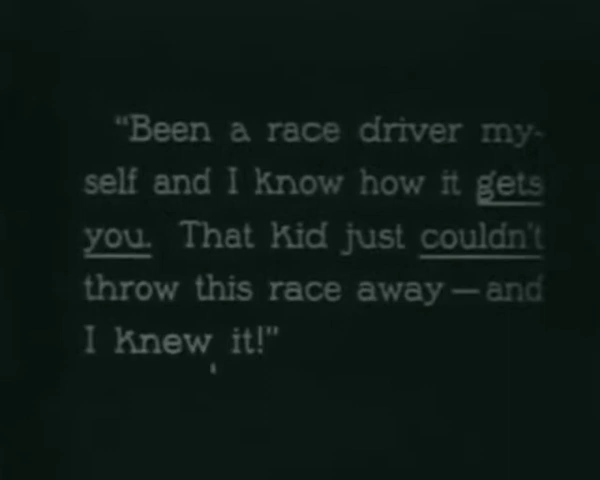 "Been a race driver my-
self and I know how it gets
you. That kid just couldn't
throw this race away — and
I knew it!"